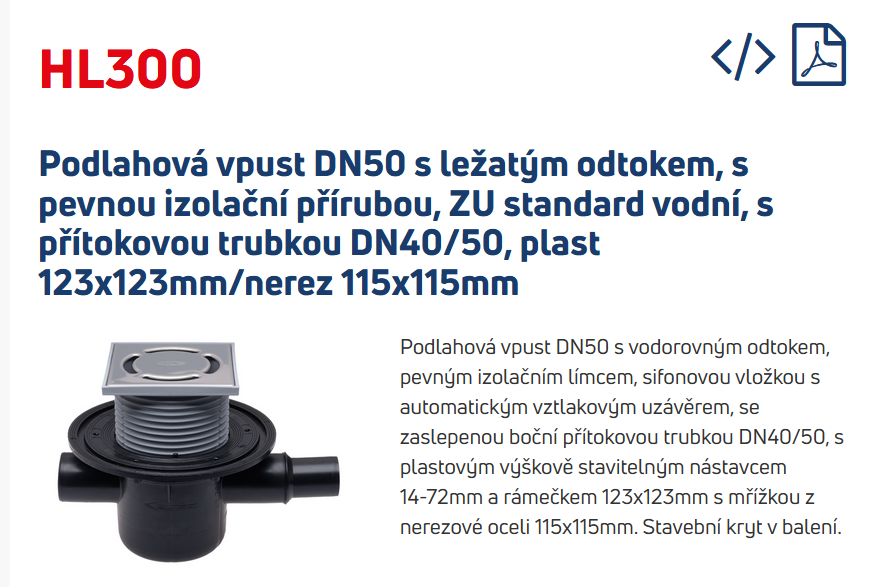 HL300
Podlahová vpust DN50 s ležatým odtokem, s
pevnou izolační přírubou, ZU standard vodní, s
přítokovou trubkou DN40/50, plast
123x123mm/nerez 115x115mm
Podlahová vpust DN50 s vodorovným odtokem,
pevným izolačním límcem, sifonovou vložkou s
automatickým vztlakovým uzávěrem, se
zaslepenou boční přítokovou trubkou DN40/50, s
plastovým výškově stavitelným nástavcem
14-72mm a rámečkem 123x123mm s mřížkou z
nerezové oceli 115x115mm. Stavební kryt v balení.